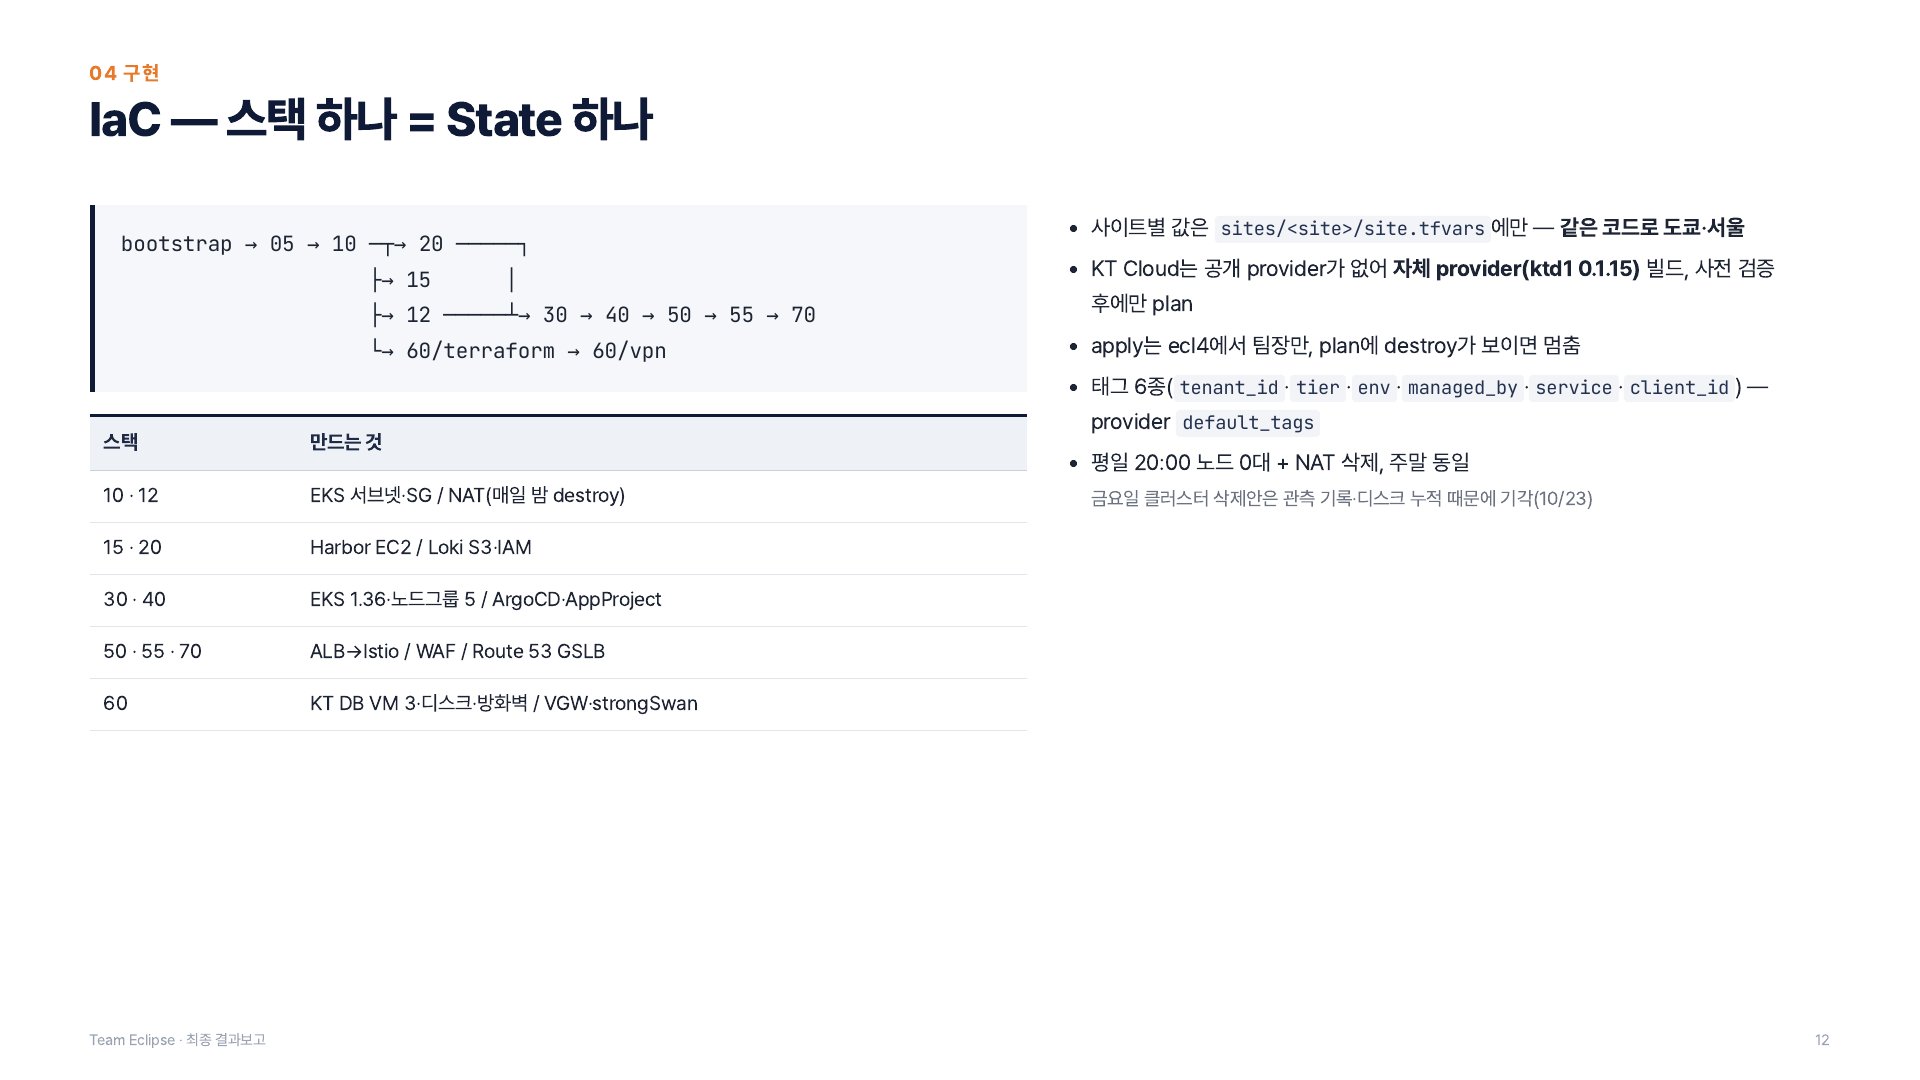 04 구현
IaC — 스택 하나 = State 하나
bootstrap → 05 → 10 ─┬→ 20 ─────┐
├→ 15      │
├→ 12 ─────┴→ 30 → 40 → 50 → 55 → 70
└→ 60/terraform → 60/vpn
스택 만드는 것
10 · 12 EKS 서브넷·SG / NAT(매일 밤 destroy)
15 · 20 Harbor EC2 / Loki S3·IAM
30 · 40 EKS 1.36·노드그룹 5 / ArgoCD·AppProject
50 · 55 · 70 ALB→Istio / WAF / Route 53 GSLB
60 KT DB VM 3·디스크·방화벽 / VGW·strongSwan
• 사이트별 값은 sites/<site>/site.tfvars에만 — 같은 코드로 도쿄·서울
• KT Cloud는 공개 provider가 없어 자체 provider(ktd1 0.1.15) 빌드, 사전 검증
후에만 plan
• apply는 ecl4에서 팀장만, plan에 destroy가 보이면 멈춤
• 태그 6종( tenant_id · tier · env · managed_by · service · client_id ) —
provider default_tags
• 평일 20:00 노드 0대 + NAT 삭제, 주말 동일
금요일 클러스터 삭제안은 관측 기록·디스크 누적 때문에 기각(10/23)
Team Eclipse · 최종 결과보고
12